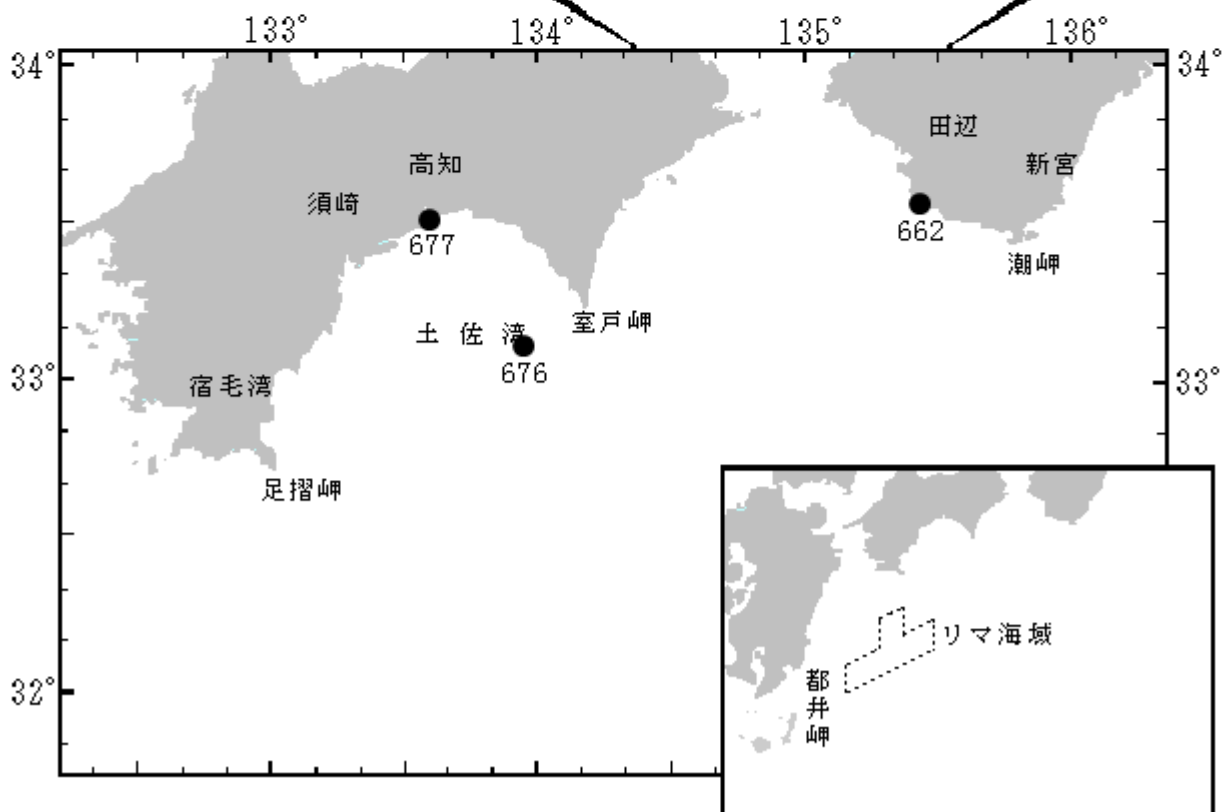 133°
134°
135°
136°
34°
34°
田辺
高知
新宮
須崎
677
662
潮岬
室戸岬
土佐湾
676
33°
33°
宿毛湾
足摺岬
リマ海域
都井岬
32°